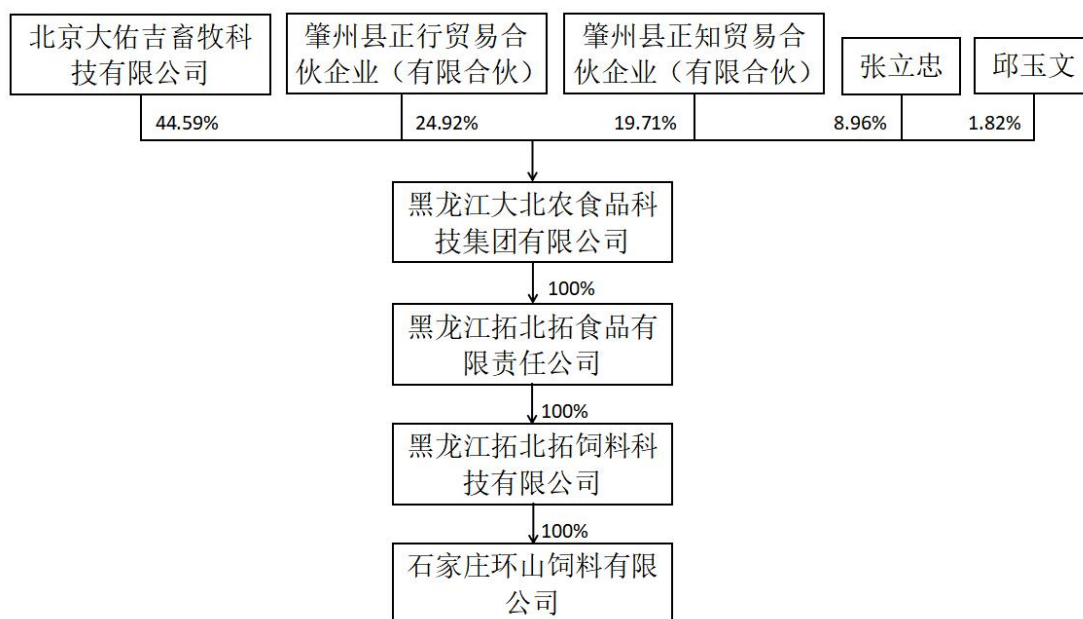 北京大佑吉畜牧科
技有限公司
肇州县正行贸易合
伙企业（有限合伙）
肇州县正知贸易合
伙企业（有限合伙）
张立忠
邱玉文
44.59%
24.92%
19.71%
8.96%
1.82%
黑龙江大北农食品科
技集团有限公司
100%
黑龙江拓北拓食品有
限责任公司
100%
黑龙江拓北拓饲料科
技有限公司
100%
石家庄环山饲料有限
公司